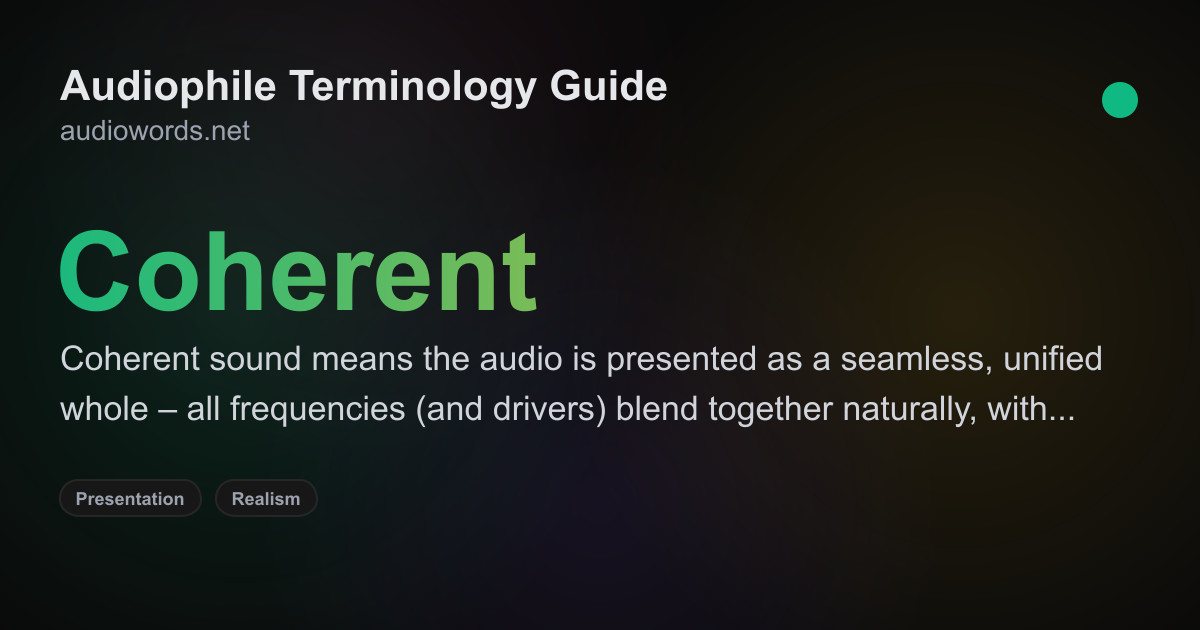 Audiophile Terminology Guide
audiowords.net
Coherent
Coherent sound means the audio is presented as a seamless, unified
whole – all frequencies (and drivers) blend together naturally, with...
Presentation
Realism